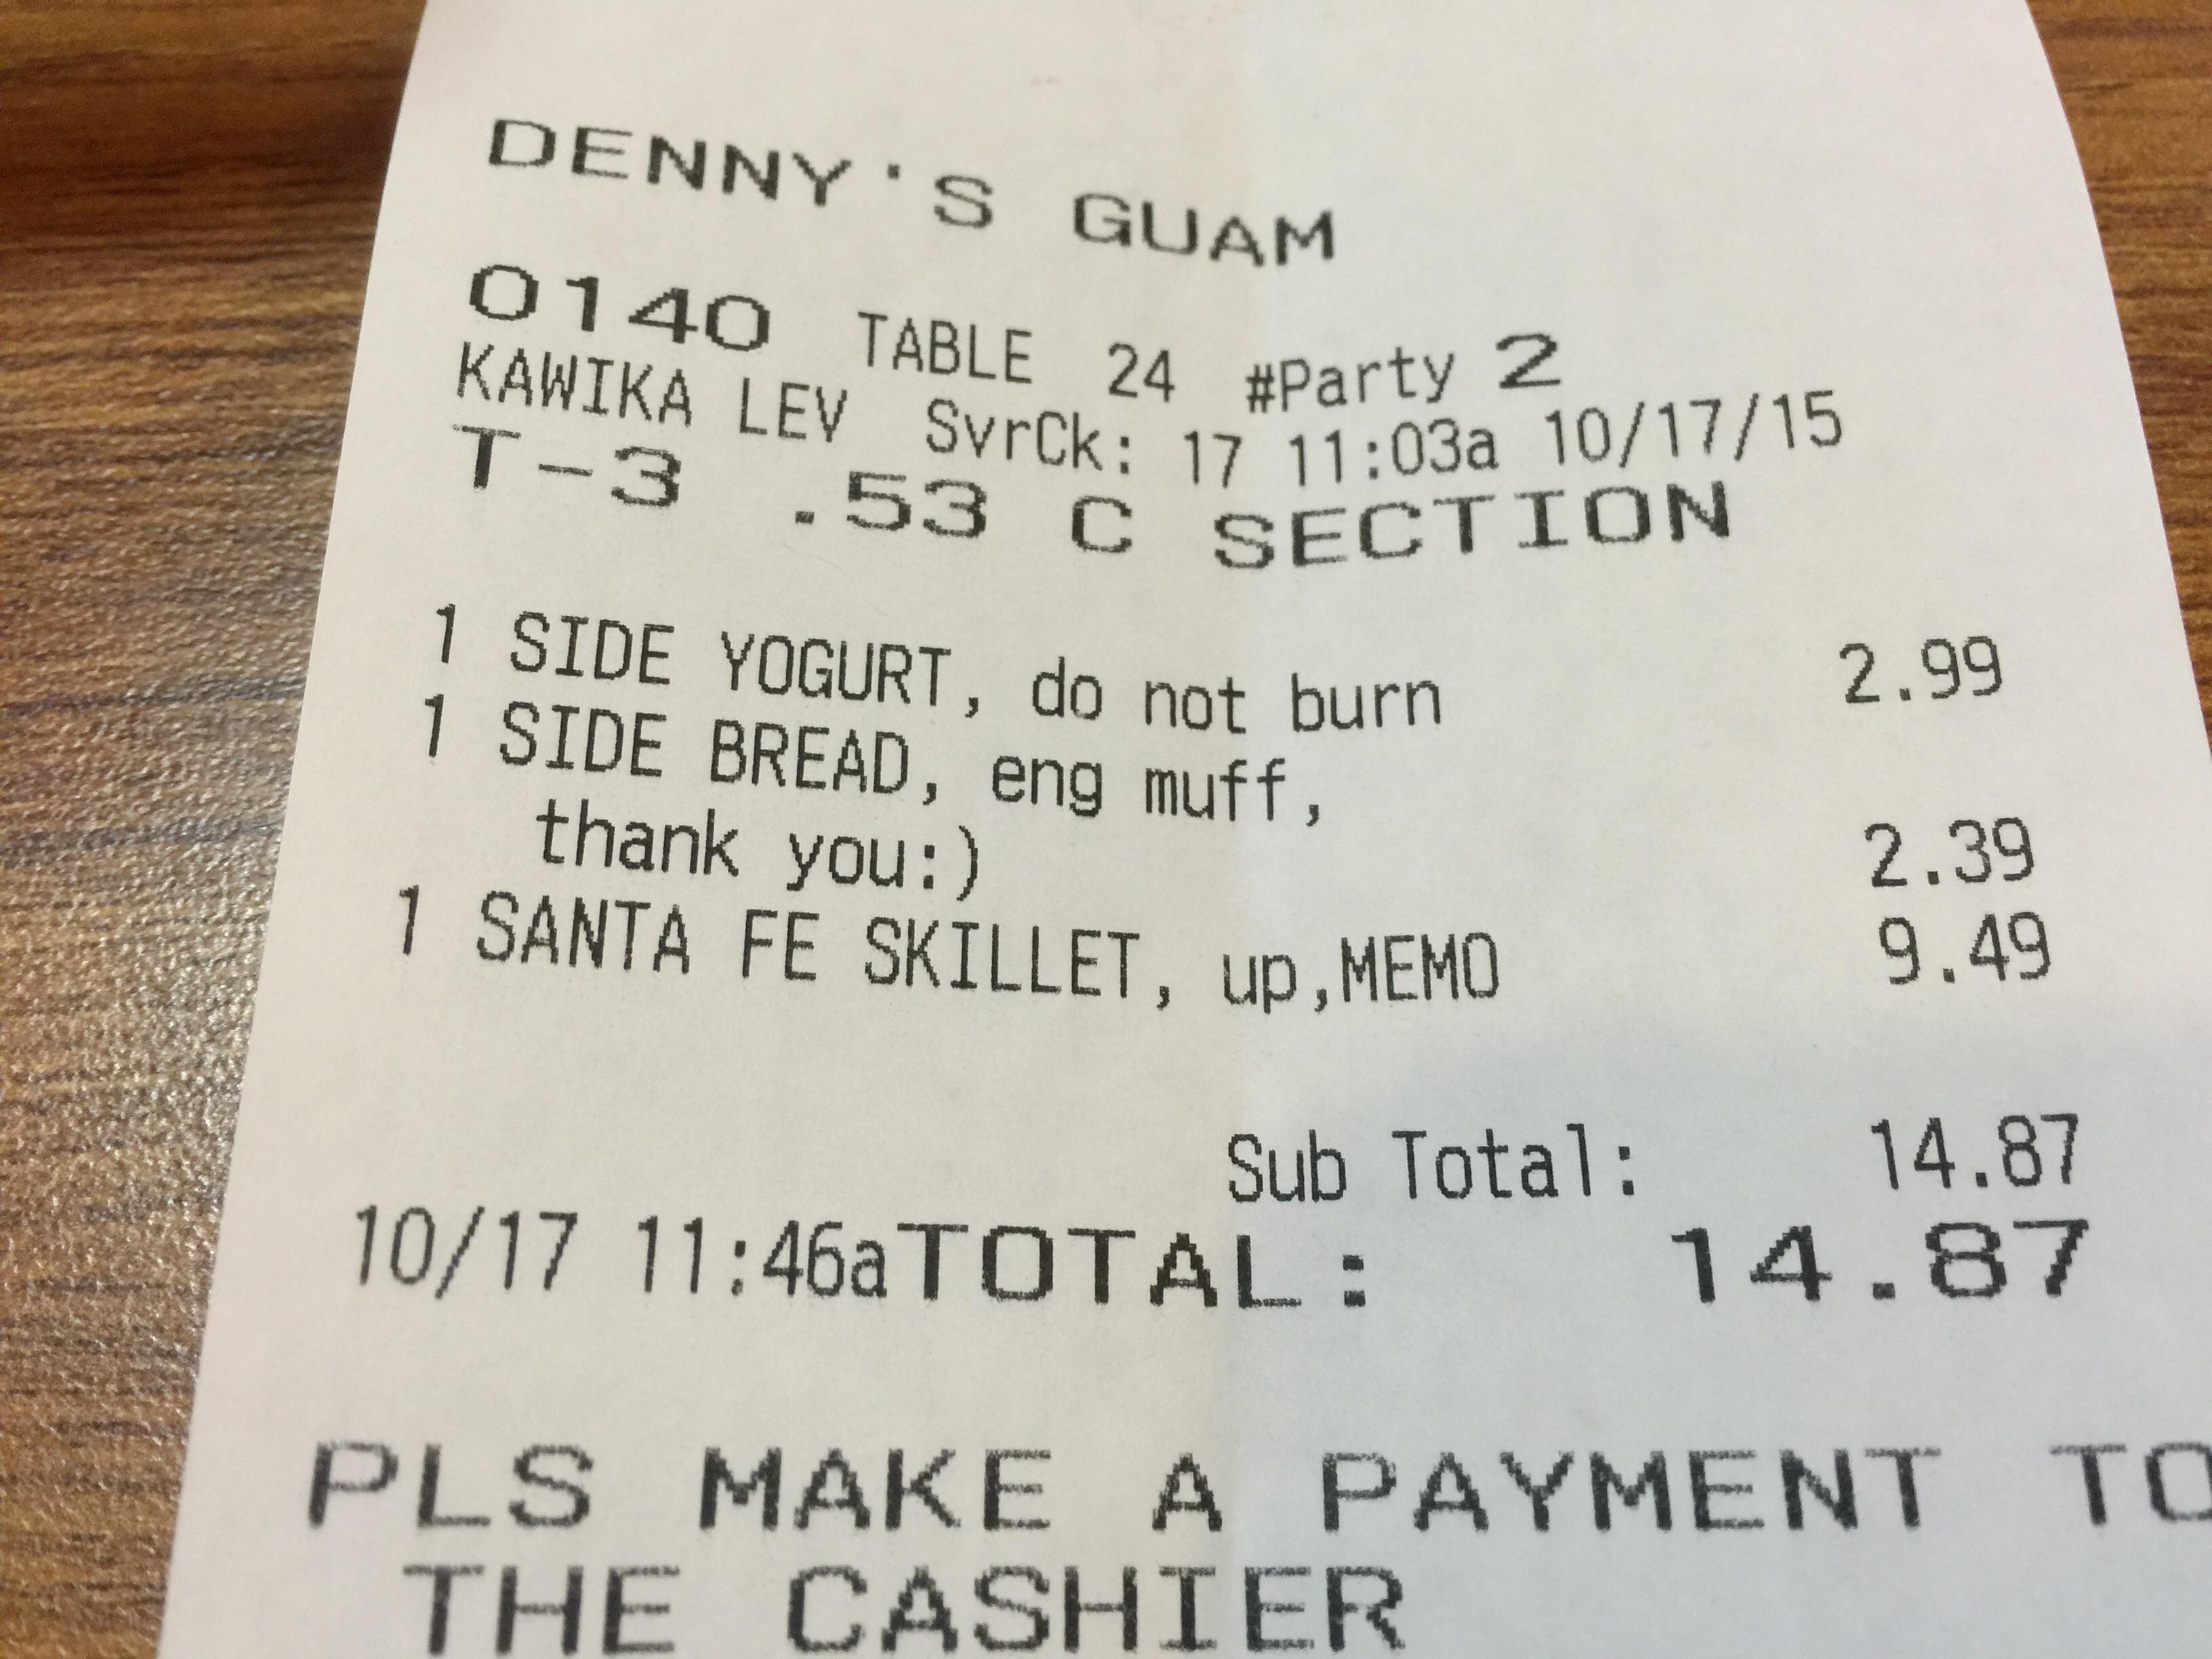 DENNY'S GUAM
0140 TABLE 24 #Party 2
KAWIKA LEV SvrCk: 17 11:03a 10/17/15
T-3 .53 C SECTION
1 SIDE YOGURT, do not burn 2.99
1 SIDE BREAD, eng muff,
thank you:) 2.39
1 SANTA FE SKILLET, up,MEMO 9.49
Sub Total: 14.87
10/17 11:46aTOTAL: 14.87
PLS MAKE A PAYMENT TO
THE CASHIER